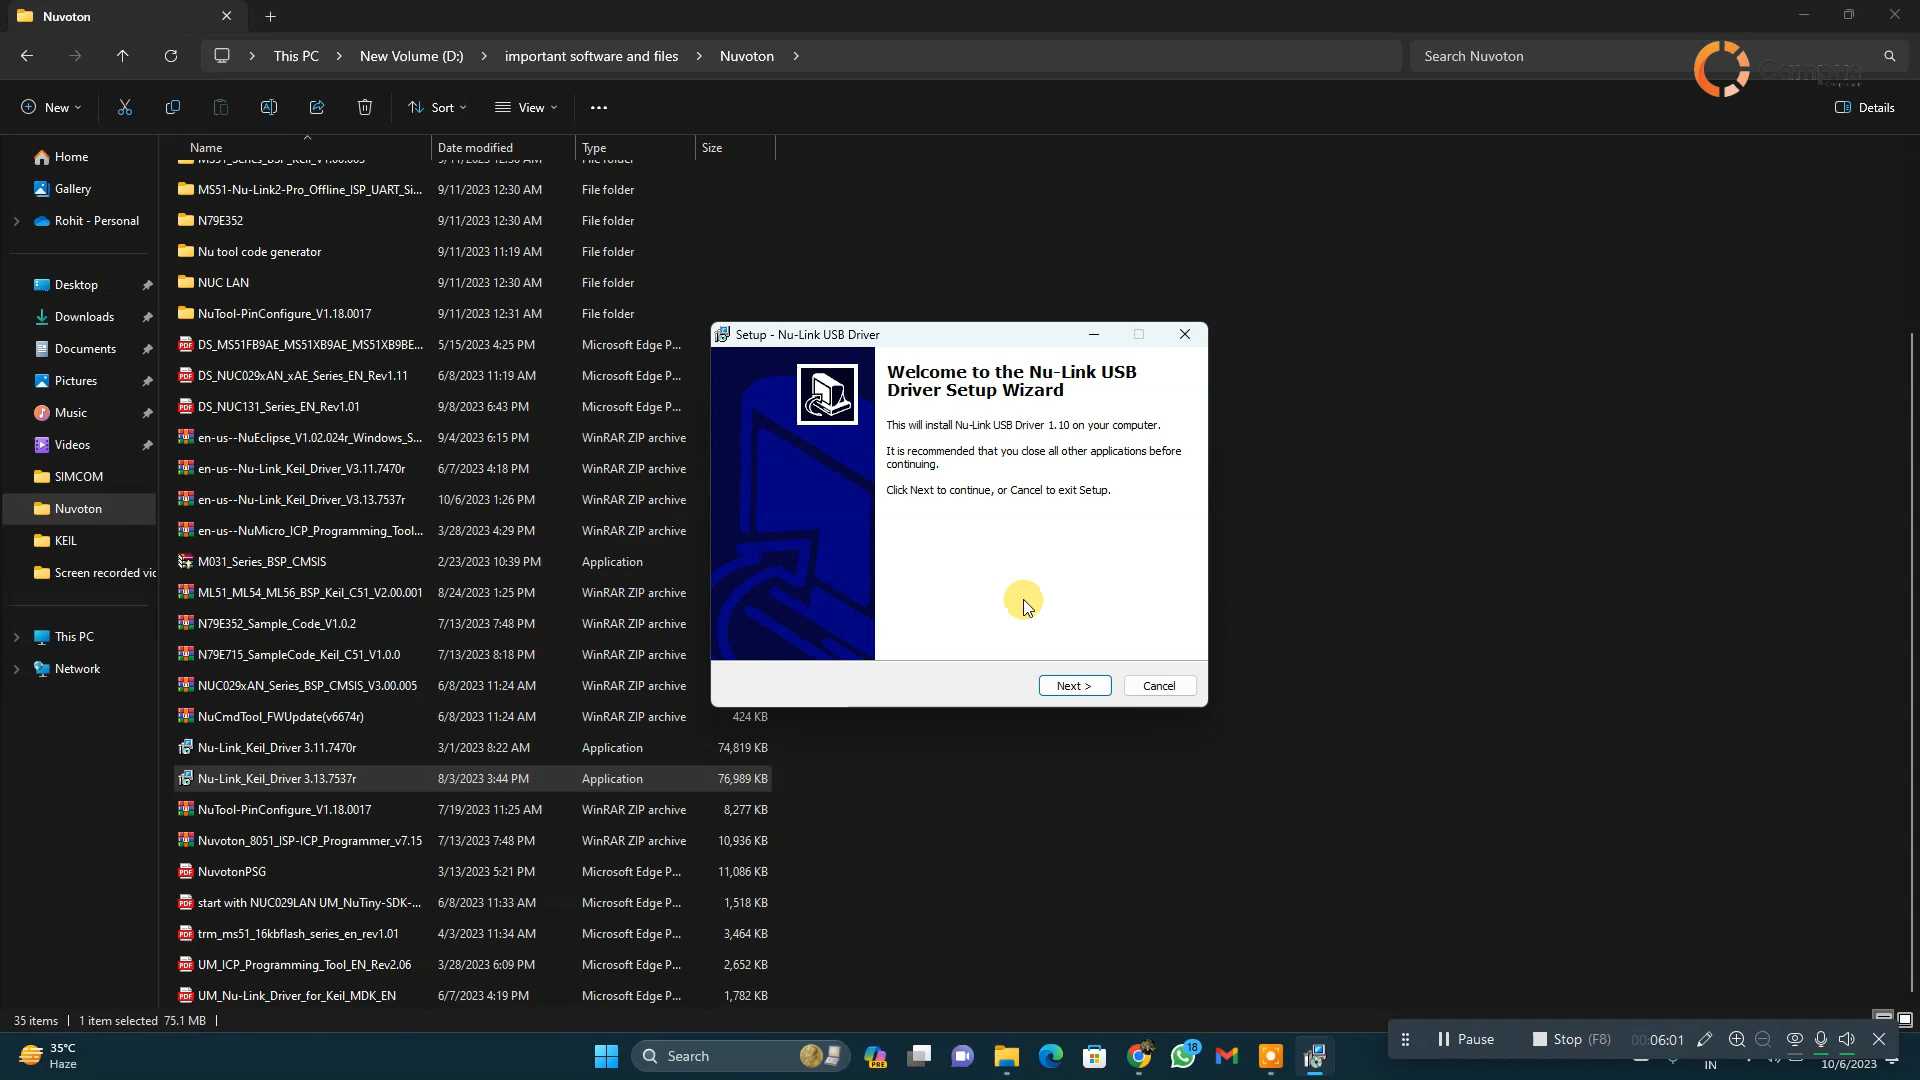 Nuvoton
This PC
New Volume (D:)
important software and files
Nuvoton
Search Nuvoton
New
Sort
View
Details
Name
Date modified
Type
Size
Home
Gallery
Rohit - Personal
Desktop
Downloads
Documents
Pictures
Music
Videos
SIMCOM
Nuvoton
KEIL
Screen recorded vic
This PC
Network
MS51-Nu-Link2-Pro_Offline_ISP_UART_Si... 9/11/2023 12:30 AM File folder
N79E352 9/11/2023 12:30 AM File folder
Nu tool code generator 9/11/2023 11:19 AM File folder
NUC LAN 9/11/2023 12:30 AM File folder
NuTool-PinConfigure_V1.18.0017 9/11/2023 12:31 AM File folder
DS_MS51FB9AE_MS51XB9AE_MS51XB9BE... 5/15/2023 4:25 PM Microsoft Edge P...
DS_NUC029xAN_xAE_Series_EN_Rev1.11 6/8/2023 11:19 AM Microsoft Edge P...
DS_NUC131_Series_EN_Rev1.01 9/8/2023 6:43 PM Microsoft Edge P...
en-us--NuEclipse_V1.02.024r_Windows_S... 9/4/2023 6:15 PM WinRAR ZIP archive
en-us--Nu-Link_Keil_Driver_V3.11.7470r 6/7/2023 4:18 PM WinRAR ZIP archive
en-us--Nu-Link_Keil_Driver_V3.13.7537r 10/6/2023 1:26 PM WinRAR ZIP archive
en-us--NuMicro_ICP_Programming_Tool... 3/28/2023 4:29 PM WinRAR ZIP archive
M031_Series_BSP_CMSIS 2/23/2023 10:39 PM Application
ML51_ML54_ML56_BSP_Keil_C51_V2.00.001 8/24/2023 1:25 PM WinRAR ZIP archive
N79E352_Sample_Code_V1.0.2 7/13/2023 7:48 PM WinRAR ZIP archive
N79E715_SampleCode_Keil_C51_V1.0.0 7/13/2023 8:18 PM WinRAR ZIP archive
NUC029xAN_Series_BSP_CMSIS_V3.00.005 6/8/2023 11:24 AM WinRAR ZIP archive
NuCmdTool_FWUpdate(v6674r) 6/8/2023 11:24 AM WinRAR ZIP archive 424 KB
Nu-Link_Keil_Driver 3.11.7470r 3/1/2023 8:22 AM Application 74,819 KB
Nu-Link_Keil_Driver 3.13.7537r 8/3/2023 3:44 PM Application 76,989 KB
NuTool-PinConfigure_V1.18.0017 7/19/2023 11:25 AM WinRAR ZIP archive 8,277 KB
Nuvoton_8051_ISP-ICP_Programmer_v7.15 7/13/2023 7:48 PM WinRAR ZIP archive 10,936 KB
NuvotonPSG 3/13/2023 5:21 PM Microsoft Edge P... 11,086 KB
start with NUC029LAN UM_NuTiny-SDK-... 6/8/2023 11:33 AM Microsoft Edge P... 1,518 KB
trm_ms51_16kbflash_series_en_rev1.01 4/3/2023 11:34 AM Microsoft Edge P... 3,464 KB
UM_ICP_Programming_Tool_EN_Rev2.06 3/28/2023 6:09 PM Microsoft Edge P... 2,652 KB
UM_Nu-Link_Driver_for_Keil_MDK_EN 6/7/2023 4:19 PM Microsoft Edge P... 1,782 KB
Setup - Nu-Link USB Driver
Welcome to the Nu-Link USB
Driver Setup Wizard
This will install Nu-Link USB Driver 1.10 on your computer.
It is recommended that you close all other applications before
continuing.
Click Next to continue, or Cancel to exit Setup.
Next >
Cancel
35 items
1 item selected 75.1 MB
35°C
Haze
Search
PRE
18
Pause
Stop (F8)
00:06:01
IN
10/6/2023